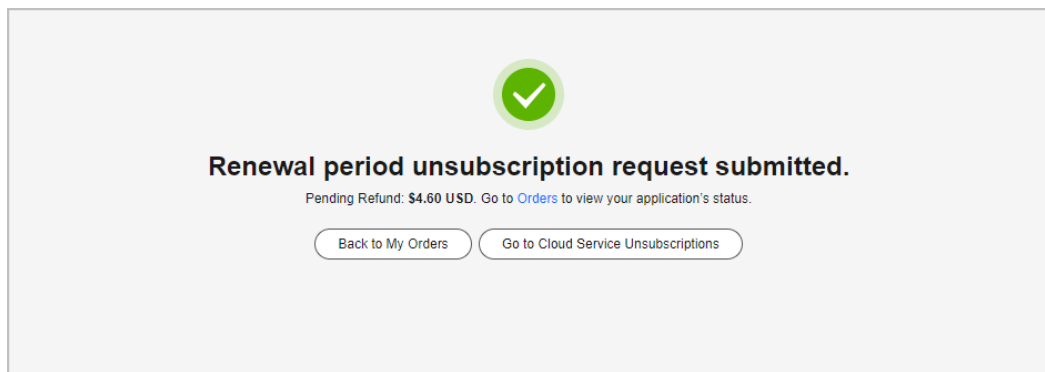 Renewal period unsubscription request submitted.
Pending Refund: $4.60 USD. Go to Orders to view your application's status.
Back to My Orders
Go to Cloud Service Unsubscriptions